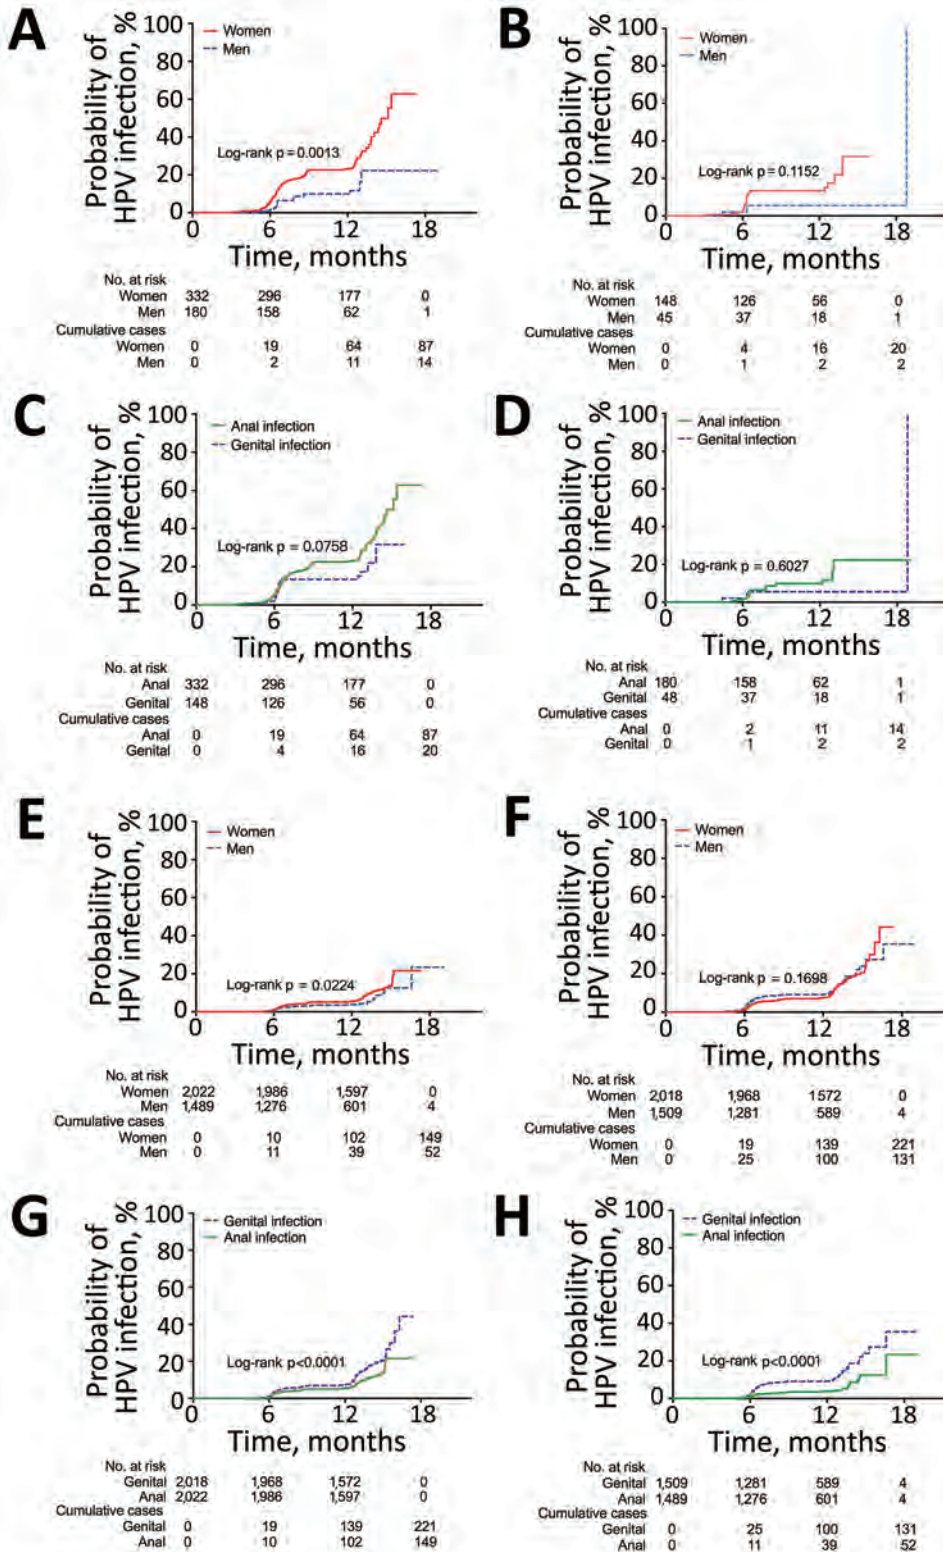 A
Probability of
HPV infection, %
100
80
60
40
20
0
Women
Men
Log-rank p = 0.0013
0 6 12 18
Time, months
No. at risk
Women 332 296 177 0
Men 180 158 62 1
Cumulative cases
Women 0 19 64 87
Men 0 2 11 14
B
Probability of
HPV infection, %
100
80
60
40
20
0
Women
Men
Log-rank p = 0.1152
0 6 12 18
Time, months
No. at risk
Women 148 126 56 0
Men 45 37 18 1
Cumulative cases
Women 0 4 16 20
Men 0 1 2 2
C
Probability of
HPV infection, %
100
80
60
40
20
0
Anal infection
Genital infection
Log-rank p = 0.0758
0 6 12 18
Time, months
No. at risk
Anal 332 296 177 0
Genital 148 126 56 0
Cumulative cases
Anal 0 19 64 87
Genital 0 4 16 20
D
Probability of
HPV infection, %
100
80
60
40
20
0
Anal infection
Genital infection
Log-rank p = 0.6027
0 6 12 18
Time, months
No. at risk
Anal 180 158 62 1
Genital 48 37 18 1
Cumulative cases
Anal 0 2 11 14
Genital 0 1 2 2
E
Probability of
HPV infection, %
100
80
60
40
20
0
Women
Men
Log-rank p = 0.0224
0 6 12 18
Time, months
No. at risk
Women 2,022 1,986 1,597 0
Men 1,489 1,276 601 4
Cumulative cases
Women 0 10 102 149
Men 0 11 39 52
F
Probability of
HPV infection, %
100
80
60
40
20
0
Women
Men
Log-rank p = 0.1698
0 6 12 18
Time, months
No. at risk
Women 2,018 1,968 1 572 0
Men 1,509 1,281 589 4
Cumulative cases
Women 0 19 139 221
Men 0 25 100 131
G
Probability of
HPV infection, %
100
80
60
40
20
0
Genital infection
Anal infection
Log-rank p<0.0001
0 6 12 18
Time, months
No. at risk
Genital 2,018 1,968 1,572 0
Anal 2,022 1,986 1,597 0
Cumulative cases
Genital 0 19 139 221
Anal 0 10 102 149
H
Probability of
HPV infection, %
100
80
60
40
20
0
Genital infection
Anal infection
Log-rank p<0.0001
0 6 12 18
Time, months
No. at risk
Genital 1,509 1,281 589 4
Anal 1,489 1,276 601 4
Cumulative cases
Genital 0 25 100 131
Anal 0 11 39 52